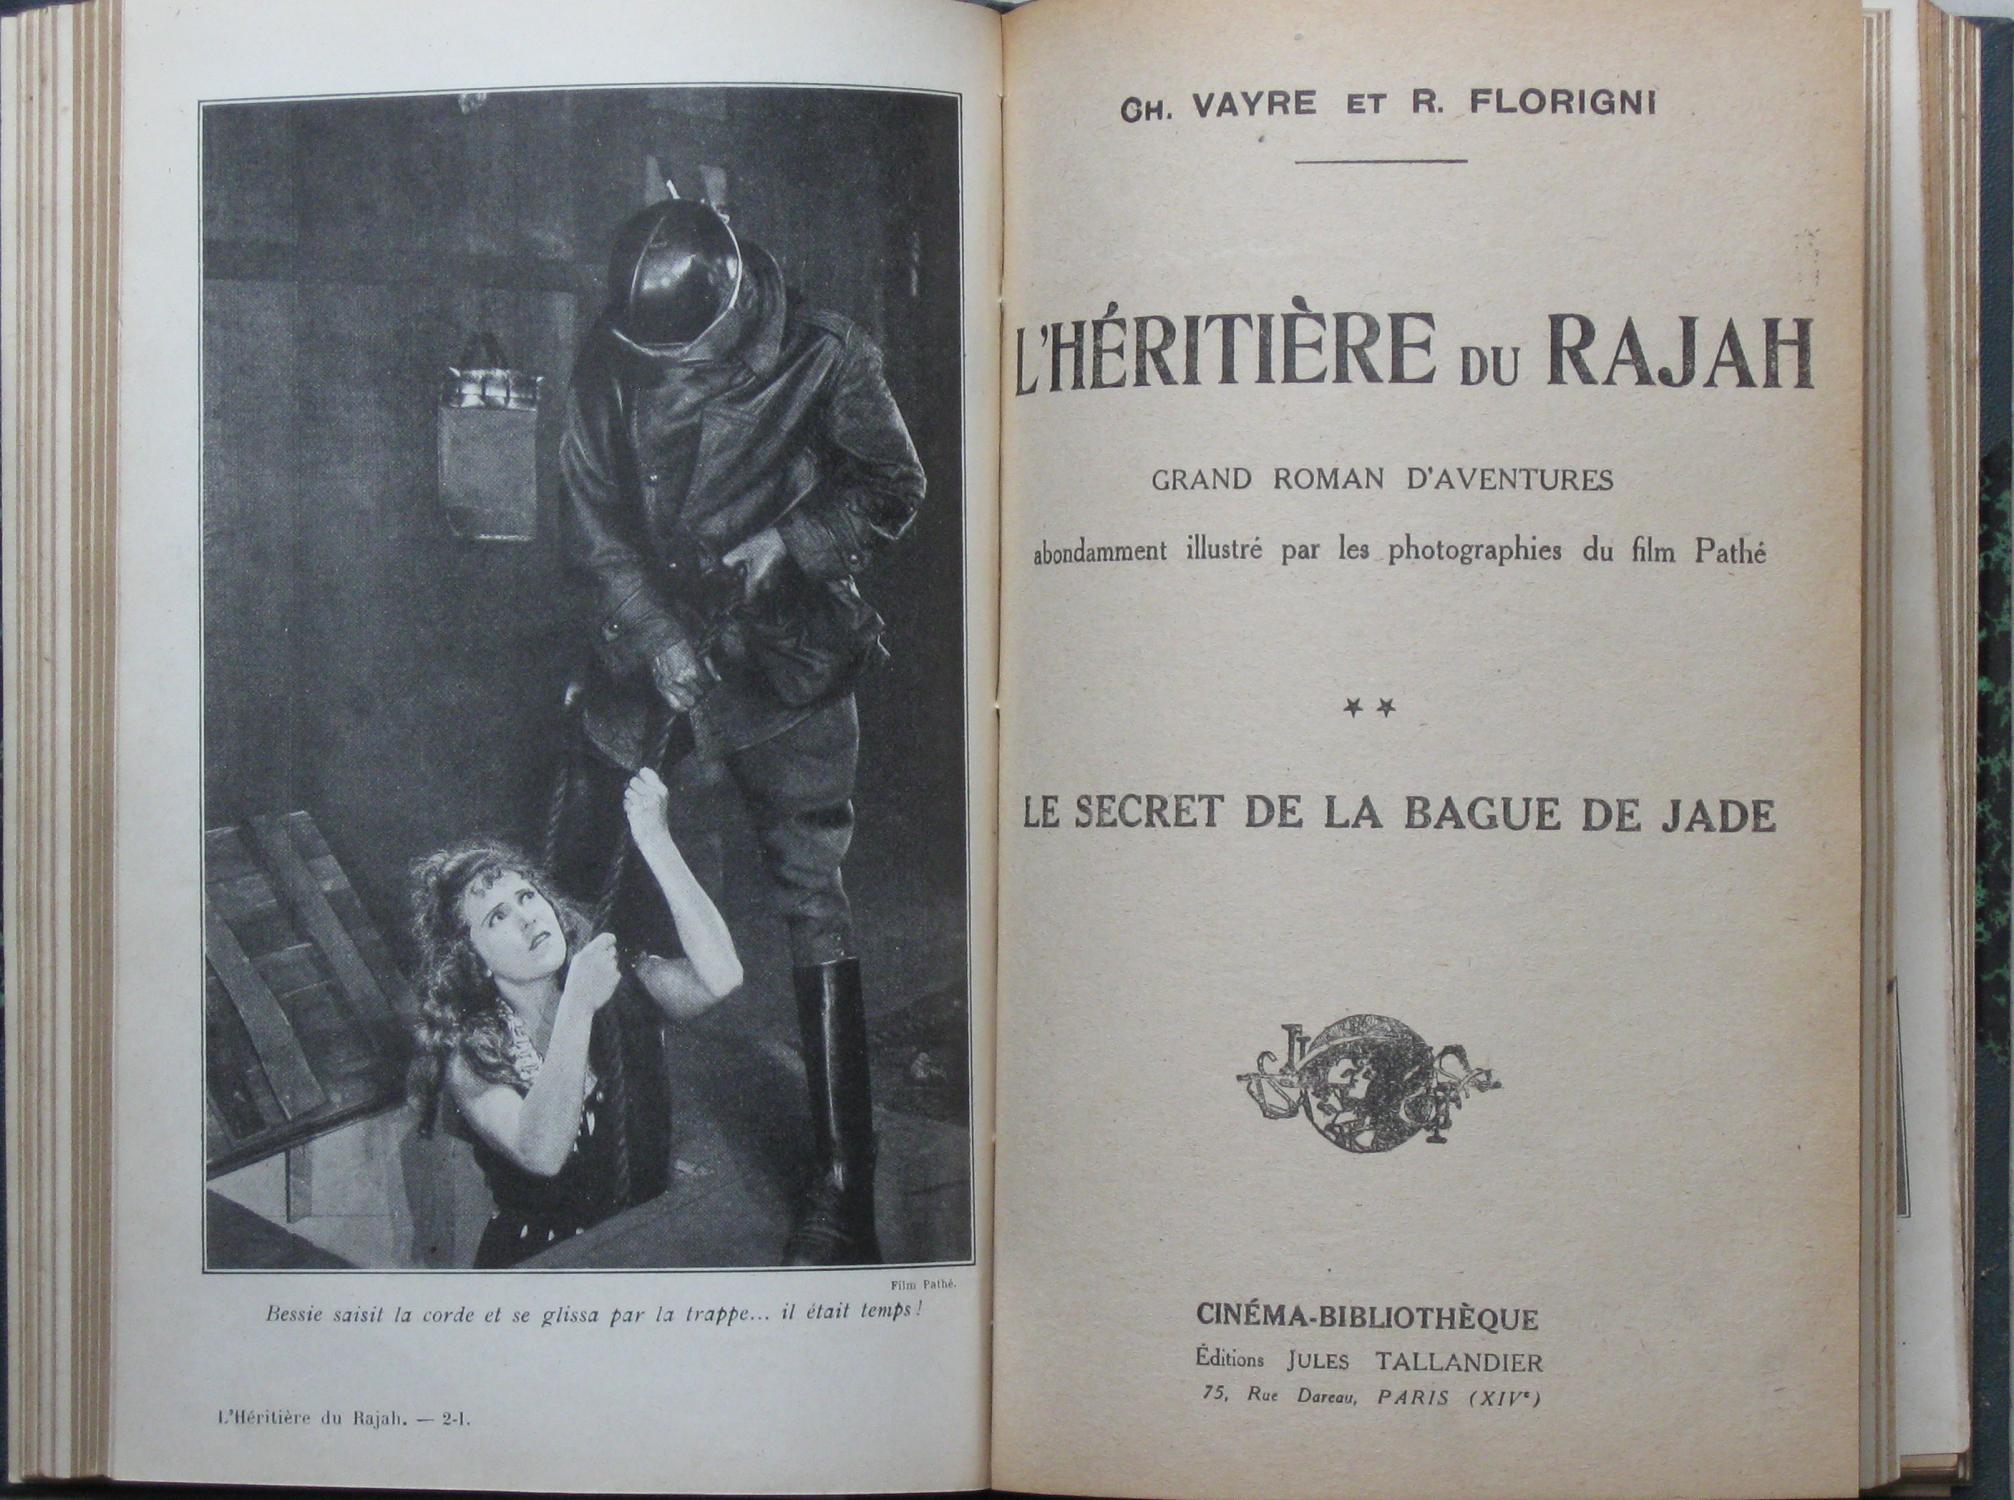 Film Pathé.
Bessie saisit la corde et se glissa par la trappe... il était temps!
L'Héritière du Rajah. — 2-I.
CH. VAYRE ET R. FLORIGNI
L'HÉRITIÈRE DU RAJAH
GRAND ROMAN D'AVENTURES
abondamment illustré par les photographies du film Pathé
LE SECRET DE LA BAGUE DE JADE
CINÉMA-BIBLIOTHÈQUE
Éditions JULES TALLANDIER
75, Rue Dareau, PARIS (XIVe)